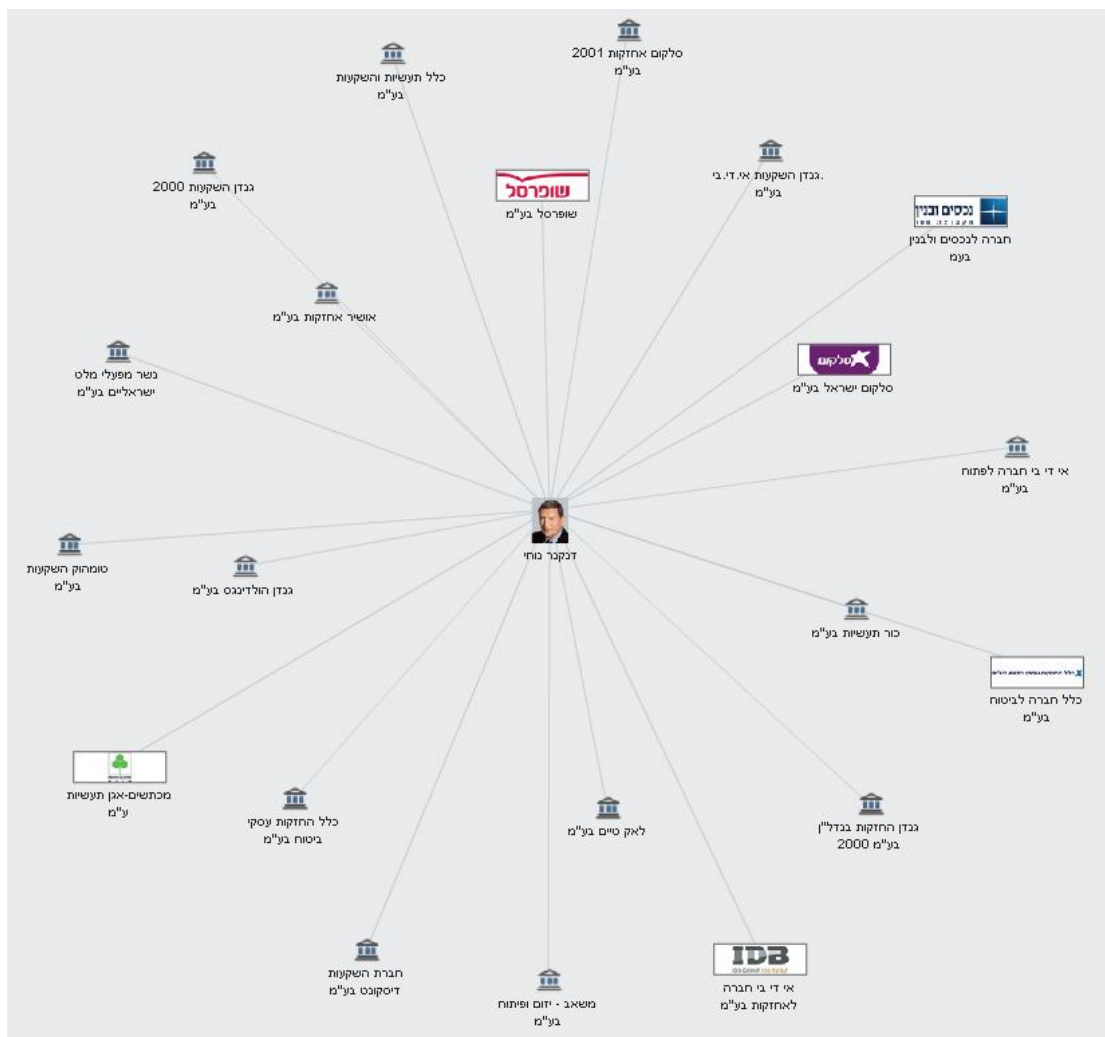 סלקום אחזקות 2001
בע"מ
כלל תעשיות והשקעות
בע"מ
גנדן השקעות אי.די.בי.
בע"מ
גנדן השקעות 2000
בע"מ
שופרסל
שופרסל בע"מ
נכסים ובנין
חברה לנכסים ולבנין
בעמ
אושיר אחזקות בע"מ
נשר מפעלי מלט
ישראליים בע"מ
סלקום
סלקום ישראל בע"מ
אי די בי חברה לפתוח
בע"מ
דנקנר נוחי
טומהוק השקעות
בע"מ
גנדן הולדינגס בע"מ
כור תעשיות בע"מ
כלל חברה לביטוח
בע"מ
מכתשים-אגן תעשיות
ע"מ
כלל החזקות עסקי
ביטוח בע"מ
לאק טיים בע"מ
גנדן החזקות בנדל"ן
2000 בע"מ
חברת השקעות
דיסקונט בע"מ
משאב - יזום ופיתוח
בע"מ
IDB
אי די בי חברה
לאחזקות בע"מ